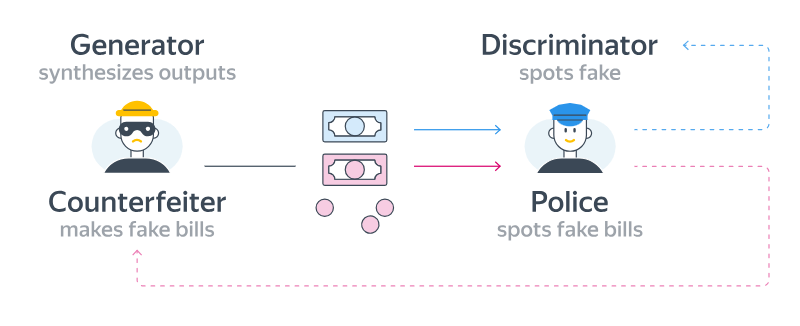 Generator
synthesizes outputs
Discriminator
spots fake
Counterfeiter
makes fake bills
Police
spots fake bills